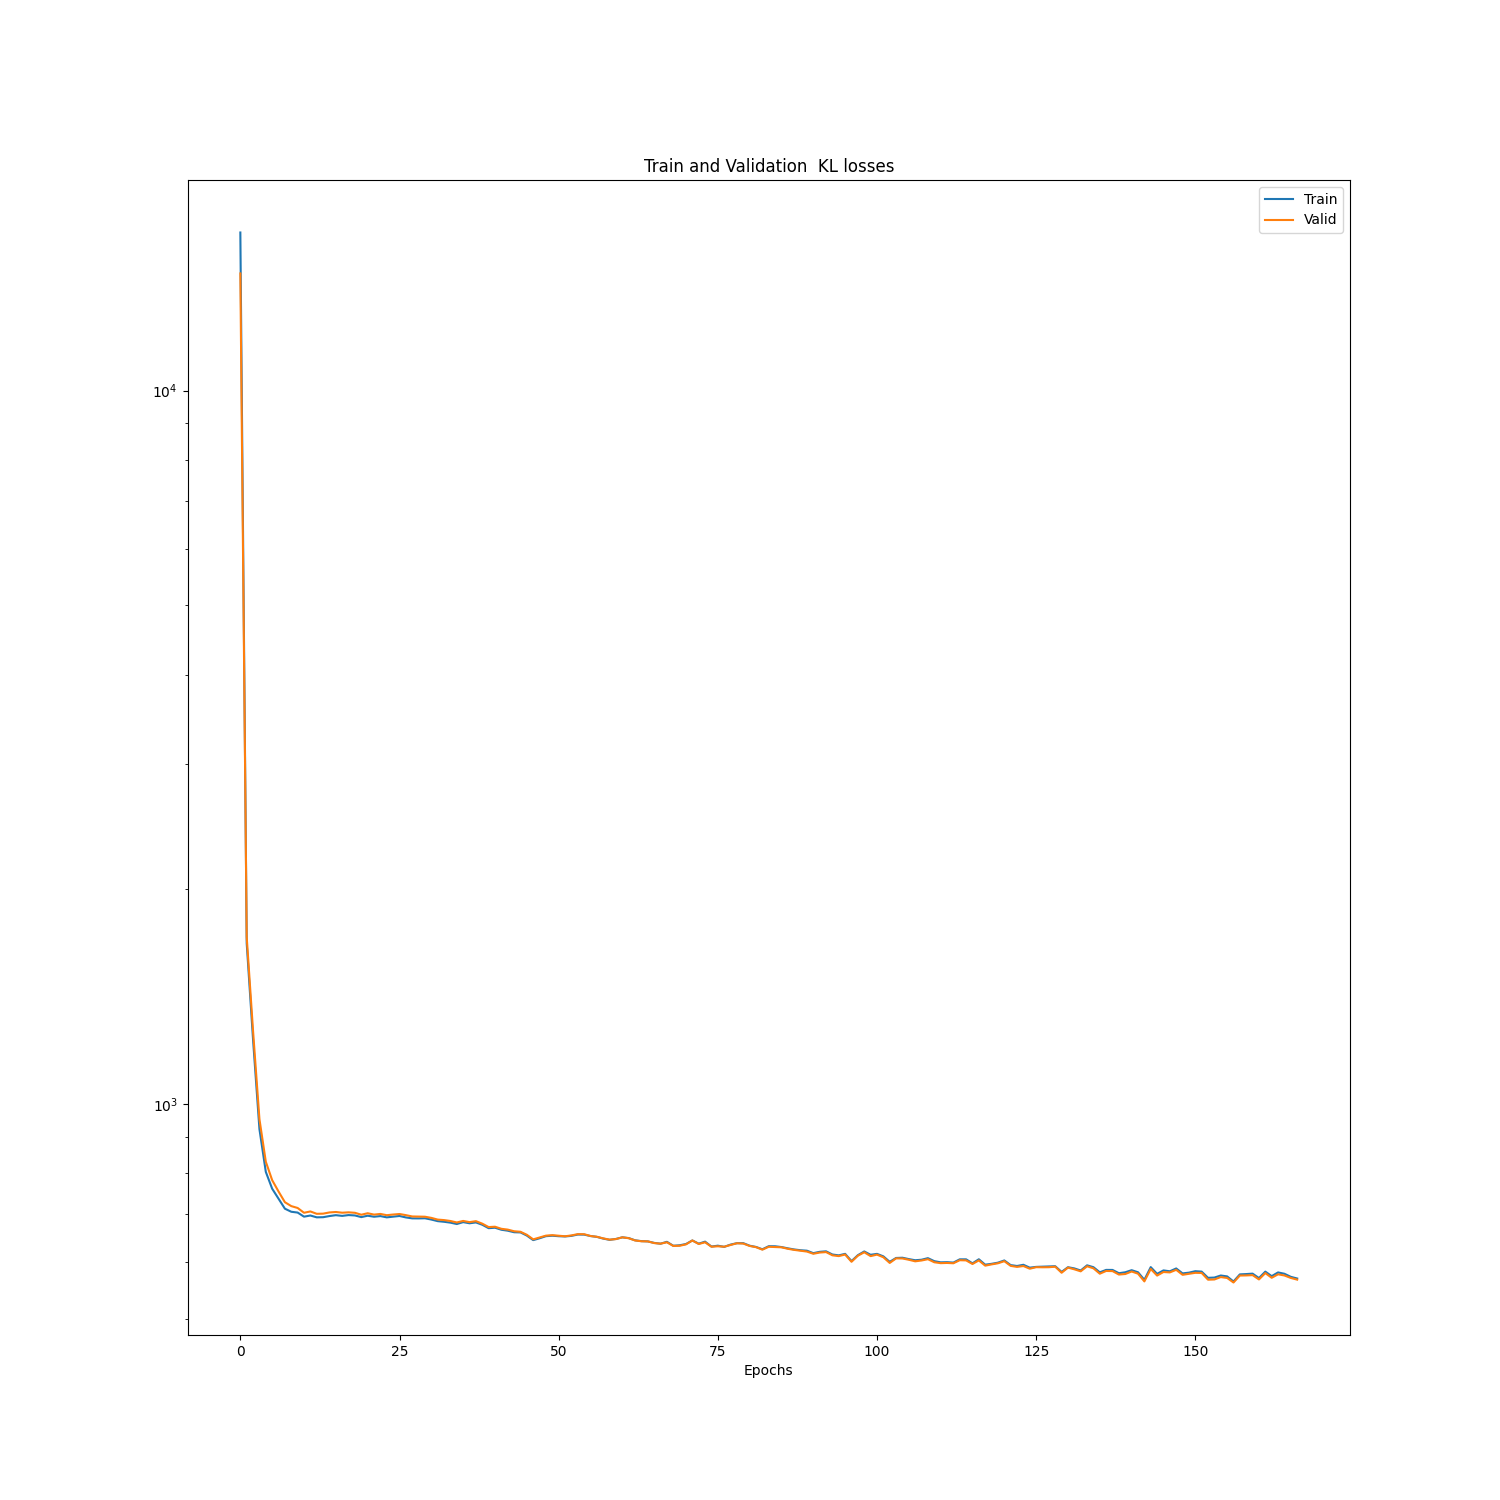 Train and Validation  KL losses
Train
Valid
10⁴
10³
0 25 50 75 100 125 150
Epochs